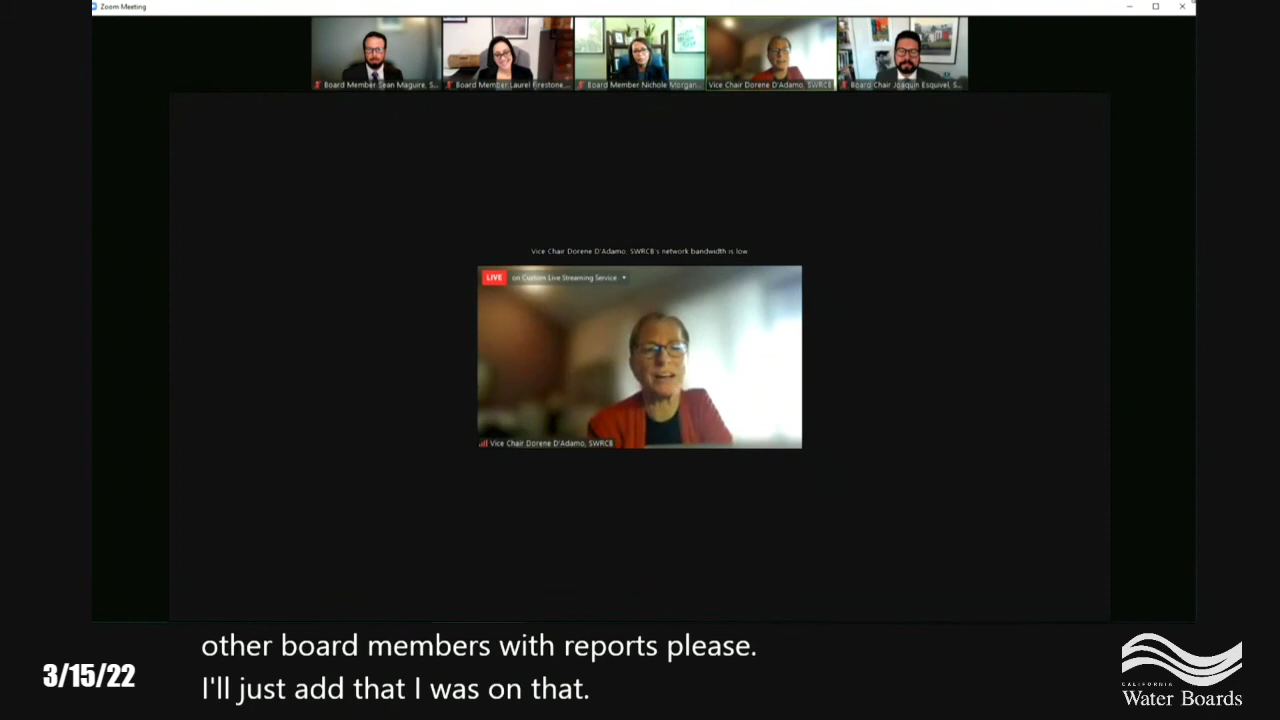 Zoom Meeting
Board Member Sean Maguire, S...
Board Member Laurel Firestone...
Board Member Nichole Morgan...
Vice Chair Dorene D'Adamo, SWRCB
Board Chair Joaquin Esquivel, S...
Vice Chair Dorene D'Adamo, SWRCB's network bandwidth is low
LIVE on Custom Live Streaming Service
Vice Chair Dorene D'Adamo, SWRCB
other board members with reports please.
I'll just add that I was on that.
3/15/22
CALIFORNIA
Water Boards